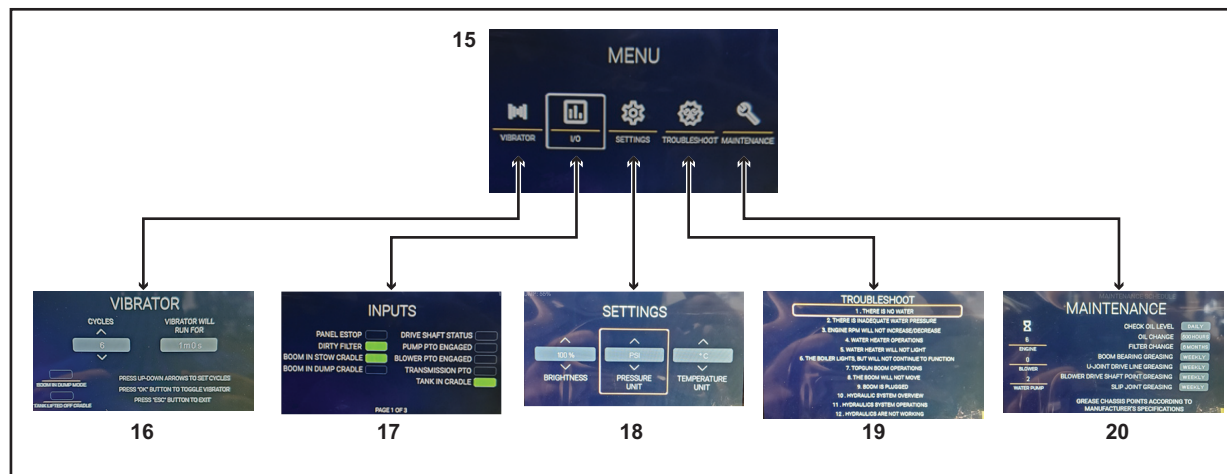 15
MENU
VIBRATOR
I/O
SETTINGS
TROUBLESHOOT
MAINTENANCE
VIBRATOR
CYCLES
VIBRATOR WILL
RUN FOR
6
1m0s
BOOM IN DUMP MODE
TANK LIFTED OFF CRADLE
PRESS UP-DOWN ARROWS TO SET CYCLES
PRESS "OK" BUTTON TO TOGGLE VIBRATOR
PRESS "ESC" BUTTON TO EXIT
16
INPUTS
PANEL ESTOP
DIRTY FILTER
BOOM IN STOW CRADLE
BOOM IN DUMP CRADLE
DRIVE SHAFT STATUS
PUMP PTO ENGAGED
BLOWER PTO ENGAGED
TRANSMISSION PTO
TANK IN CRADLE
PAGE 1 OF 3
17
SETTINGS
100 %
PSI
°C
BRIGHTNESS
PRESSURE
UNIT
TEMPERATURE
UNIT
18
TROUBLESHOOT
1 . THERE IS NO WATER
2. THERE IS INADEQUATE WATER PRESSURE
3. ENGINE RPM WILL NOT INCREASE/DECREASE
4. WATER HEATER OPERATIONS
5. WATER HEATER WILL NOT LIGHT
6. THE BOILER LIGHTS, BUT WILL NOT CONTINUE TO FUNCTION
7. TOPGUN BOOM OPERATIONS
8. THE BOOM WILL NOT MOVE
9. BOOM IS PLUGGED
10 . HYDRAULIC SYSTEM OVERVIEW
11 . HYDRAULICS SYSTEM OPERATIONS
12 . HYDRAULICS ARE NOT WORKING
19
MAINTENANCE
6
ENGINE
0
BLOWER
2
WATER PUMP
CHECK OIL LEVEL DAILY
OIL CHANGE 500 HOURS
FILTER CHANGE 6 MONTHS
BOOM BEARING GREASING WEEKLY
U-JOINT DRIVE LINE GREASING WEEKLY
BLOWER DRIVE SHAFT POINT GREASING WEEKLY
SLIP JOINT GREASING WEEKLY
GREASE CHASSIS POINTS ACCORDING TO
MANUFACTURER'S SPECIFICATIONS
20